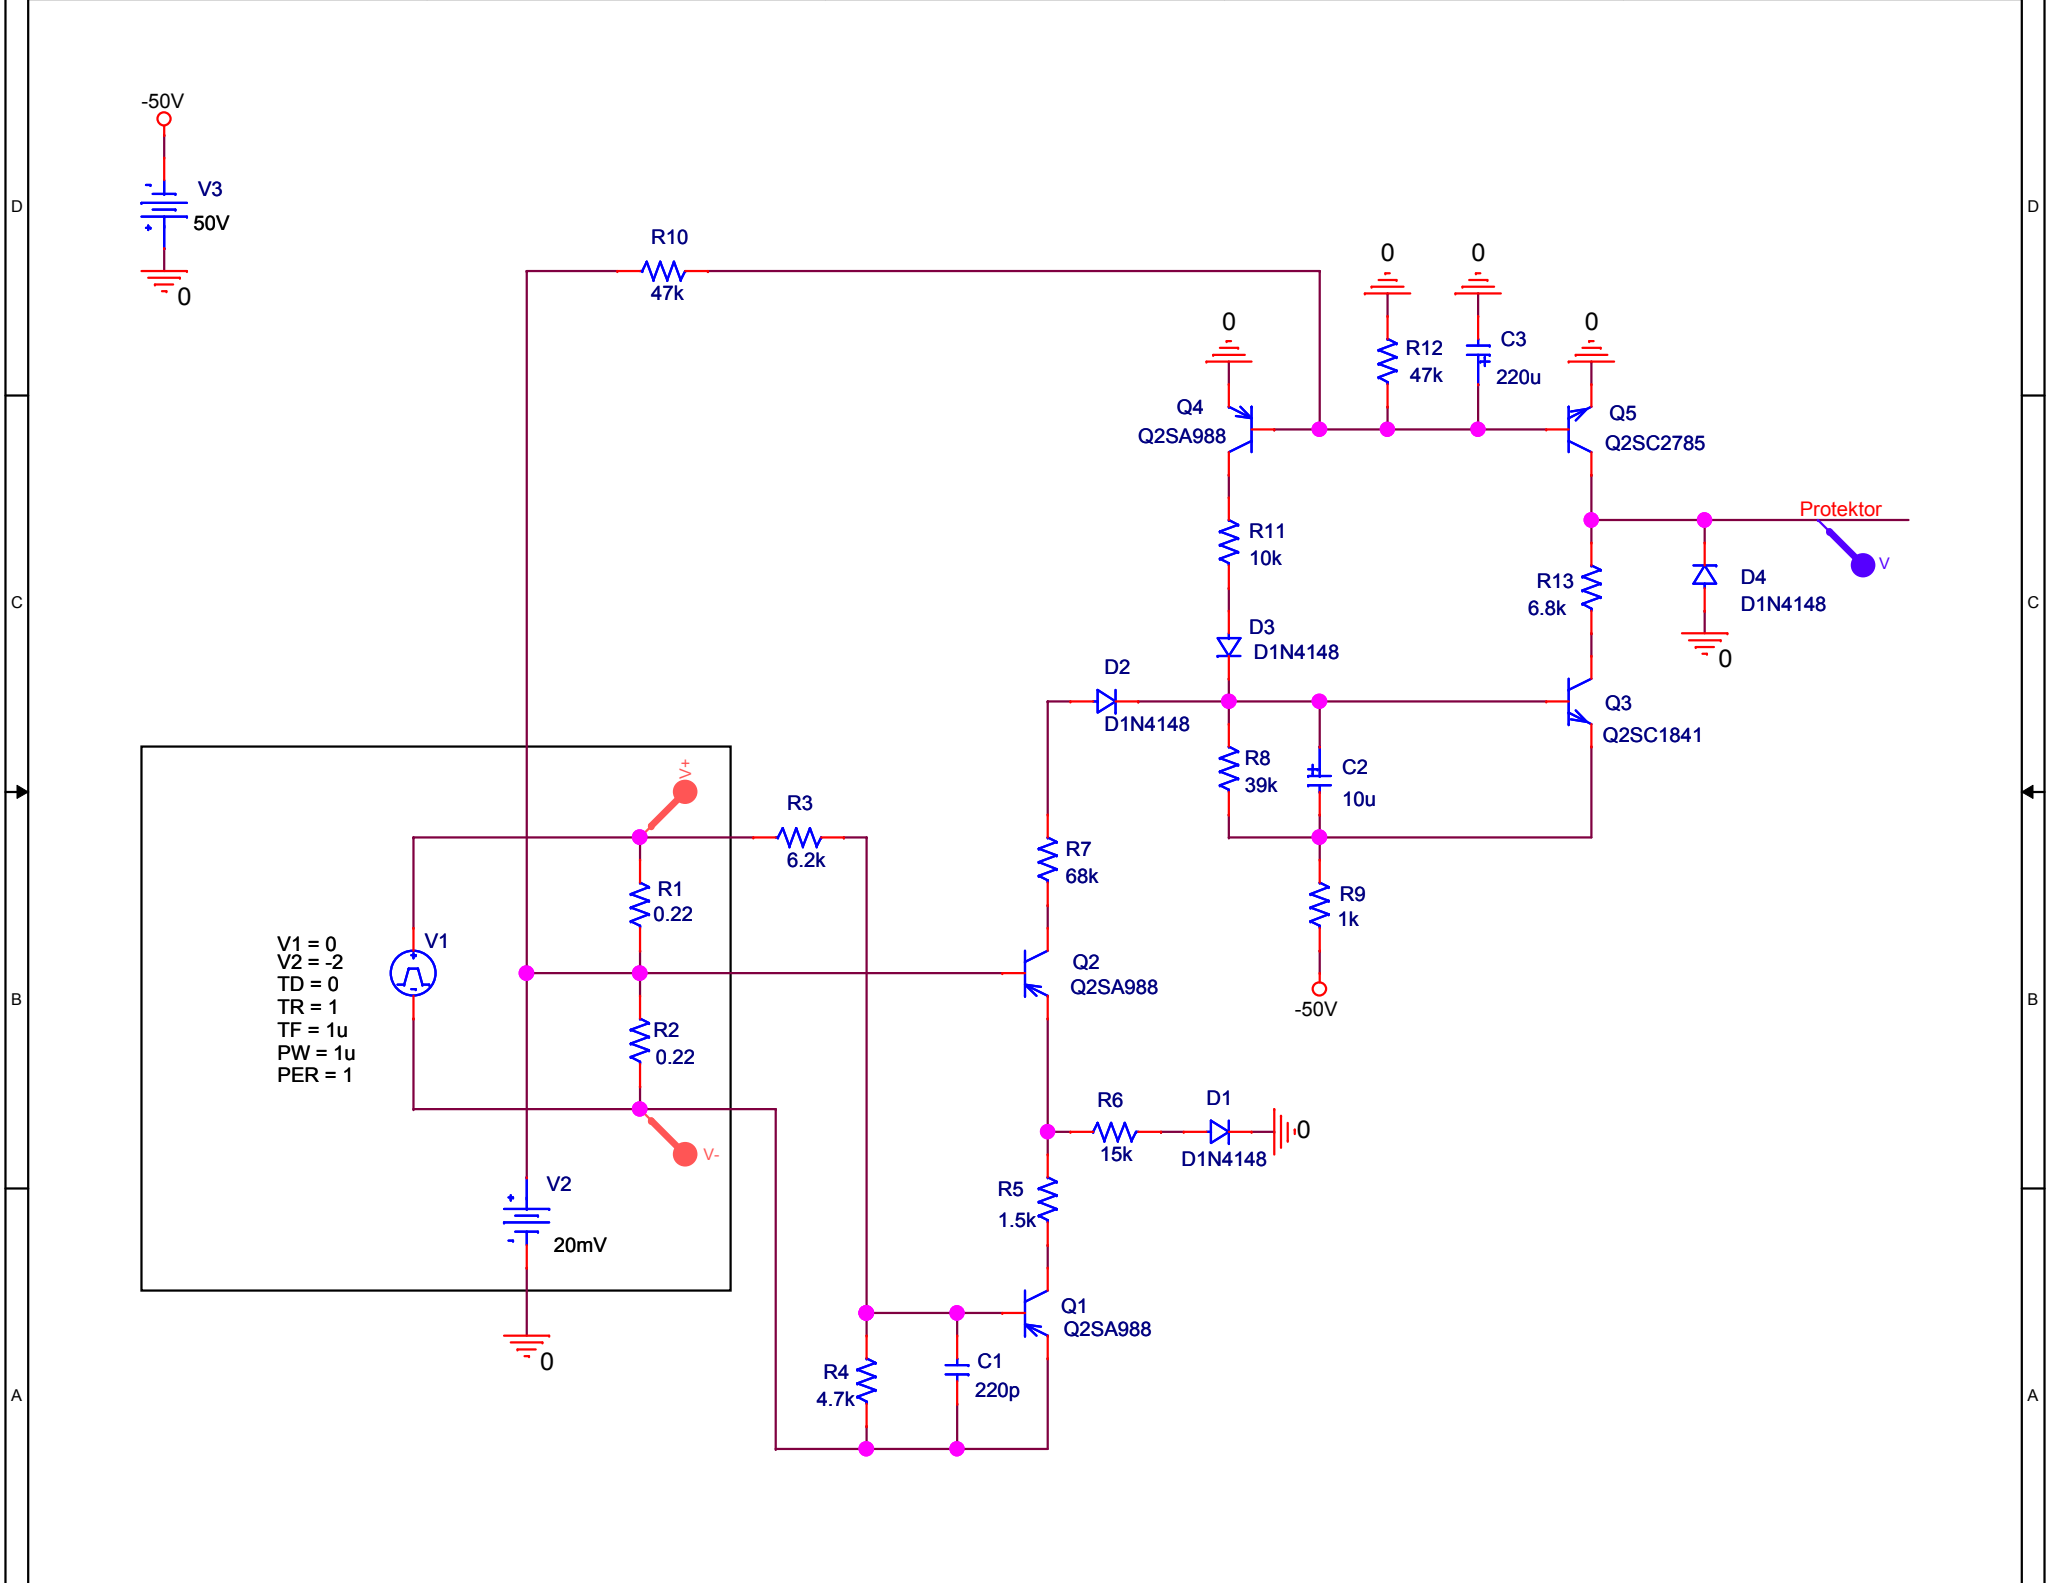 -50V
V3
50V
0
D
D
R10
47k
0
0
R12
47k
C3
220u
0
0
Q4
Q2SA988
Q5
Q2SC2785
Protektor
V
R11
10k
R13
6.8k
D4
D1N4148
0
C
C
D3
D1N4148
D2
D1N4148
Q3
Q2SC1841
R8
39k
C2
10u
V+
R3
6.2k
R7
68k
R1
0.22
R9
1k
V1
V1 = 0
V2 = -2
TD = 0
TR = 1
TF = 1u
PW = 1u
PER = 1
Q2
Q2SA988
-50V
B
B
R2
0.22
V-
R6
15k
D1
D1N4148
0
V2
20mV
R5
1.5k
0
Q1
Q2SA988
R4
4.7k
C1
220p
A
A